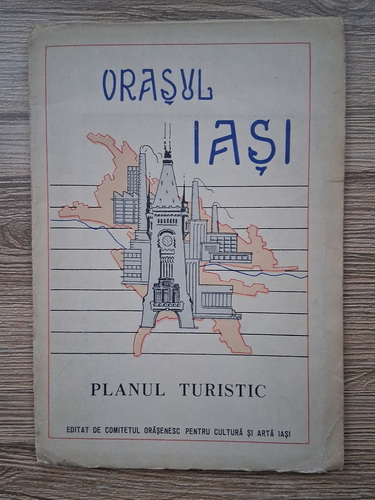 ORAȘUL
IAȘI
PLANUL TURISTIC
EDITAT DE COMITETUL ORĂȘENESC PENTRU CULTURĂ ȘI ARTĂ IAȘI